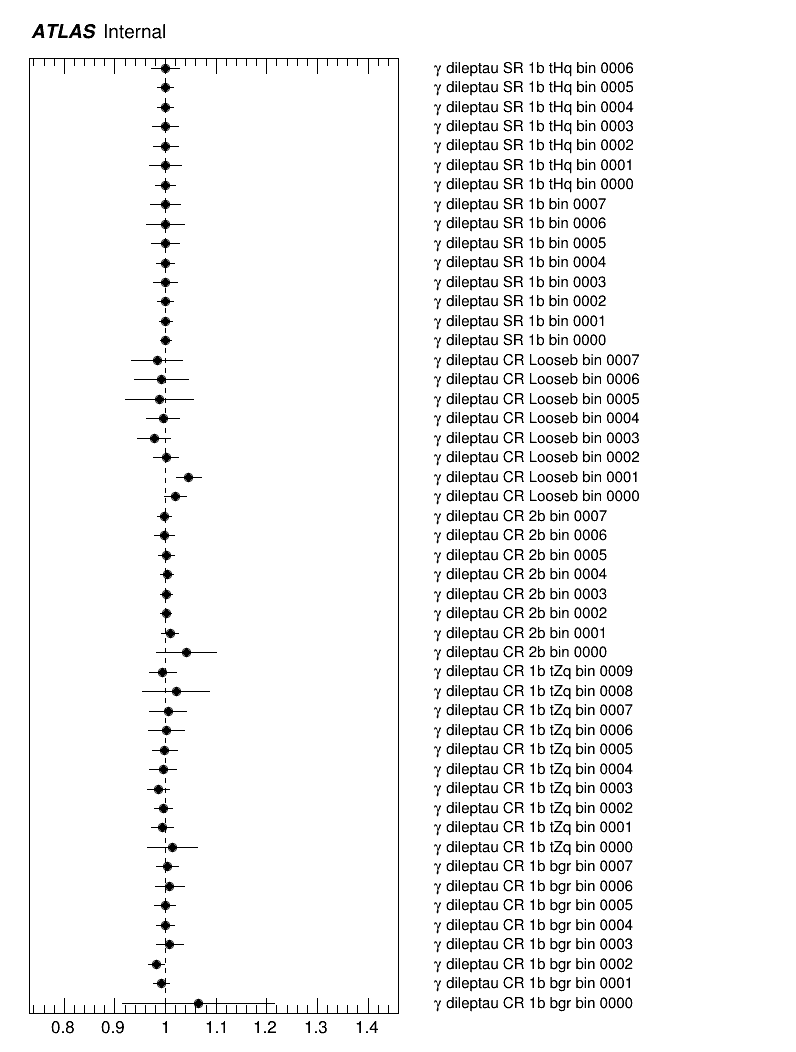 ATLAS Internal
γ dileptau SR 1b tHq bin 0006
γ dileptau SR 1b tHq bin 0005
γ dileptau SR 1b tHq bin 0004
γ dileptau SR 1b tHq bin 0003
γ dileptau SR 1b tHq bin 0002
γ dileptau SR 1b tHq bin 0001
γ dileptau SR 1b tHq bin 0000
γ dileptau SR 1b bin 0007
γ dileptau SR 1b bin 0006
γ dileptau SR 1b bin 0005
γ dileptau SR 1b bin 0004
γ dileptau SR 1b bin 0003
γ dileptau SR 1b bin 0002
γ dileptau SR 1b bin 0001
γ dileptau SR 1b bin 0000
γ dileptau CR Looseb bin 0007
γ dileptau CR Looseb bin 0006
γ dileptau CR Looseb bin 0005
γ dileptau CR Looseb bin 0004
γ dileptau CR Looseb bin 0003
γ dileptau CR Looseb bin 0002
γ dileptau CR Looseb bin 0001
γ dileptau CR Looseb bin 0000
γ dileptau CR 2b bin 0007
γ dileptau CR 2b bin 0006
γ dileptau CR 2b bin 0005
γ dileptau CR 2b bin 0004
γ dileptau CR 2b bin 0003
γ dileptau CR 2b bin 0002
γ dileptau CR 2b bin 0001
γ dileptau CR 2b bin 0000
γ dileptau CR 1b tZq bin 0009
γ dileptau CR 1b tZq bin 0008
γ dileptau CR 1b tZq bin 0007
γ dileptau CR 1b tZq bin 0006
γ dileptau CR 1b tZq bin 0005
γ dileptau CR 1b tZq bin 0004
γ dileptau CR 1b tZq bin 0003
γ dileptau CR 1b tZq bin 0002
γ dileptau CR 1b tZq bin 0001
γ dileptau CR 1b tZq bin 0000
γ dileptau CR 1b bgr bin 0007
γ dileptau CR 1b bgr bin 0006
γ dileptau CR 1b bgr bin 0005
γ dileptau CR 1b bgr bin 0004
γ dileptau CR 1b bgr bin 0003
γ dileptau CR 1b bgr bin 0002
γ dileptau CR 1b bgr bin 0001
γ dileptau CR 1b bgr bin 0000
0.8 0.9 1 1.1 1.2 1.3 1.4